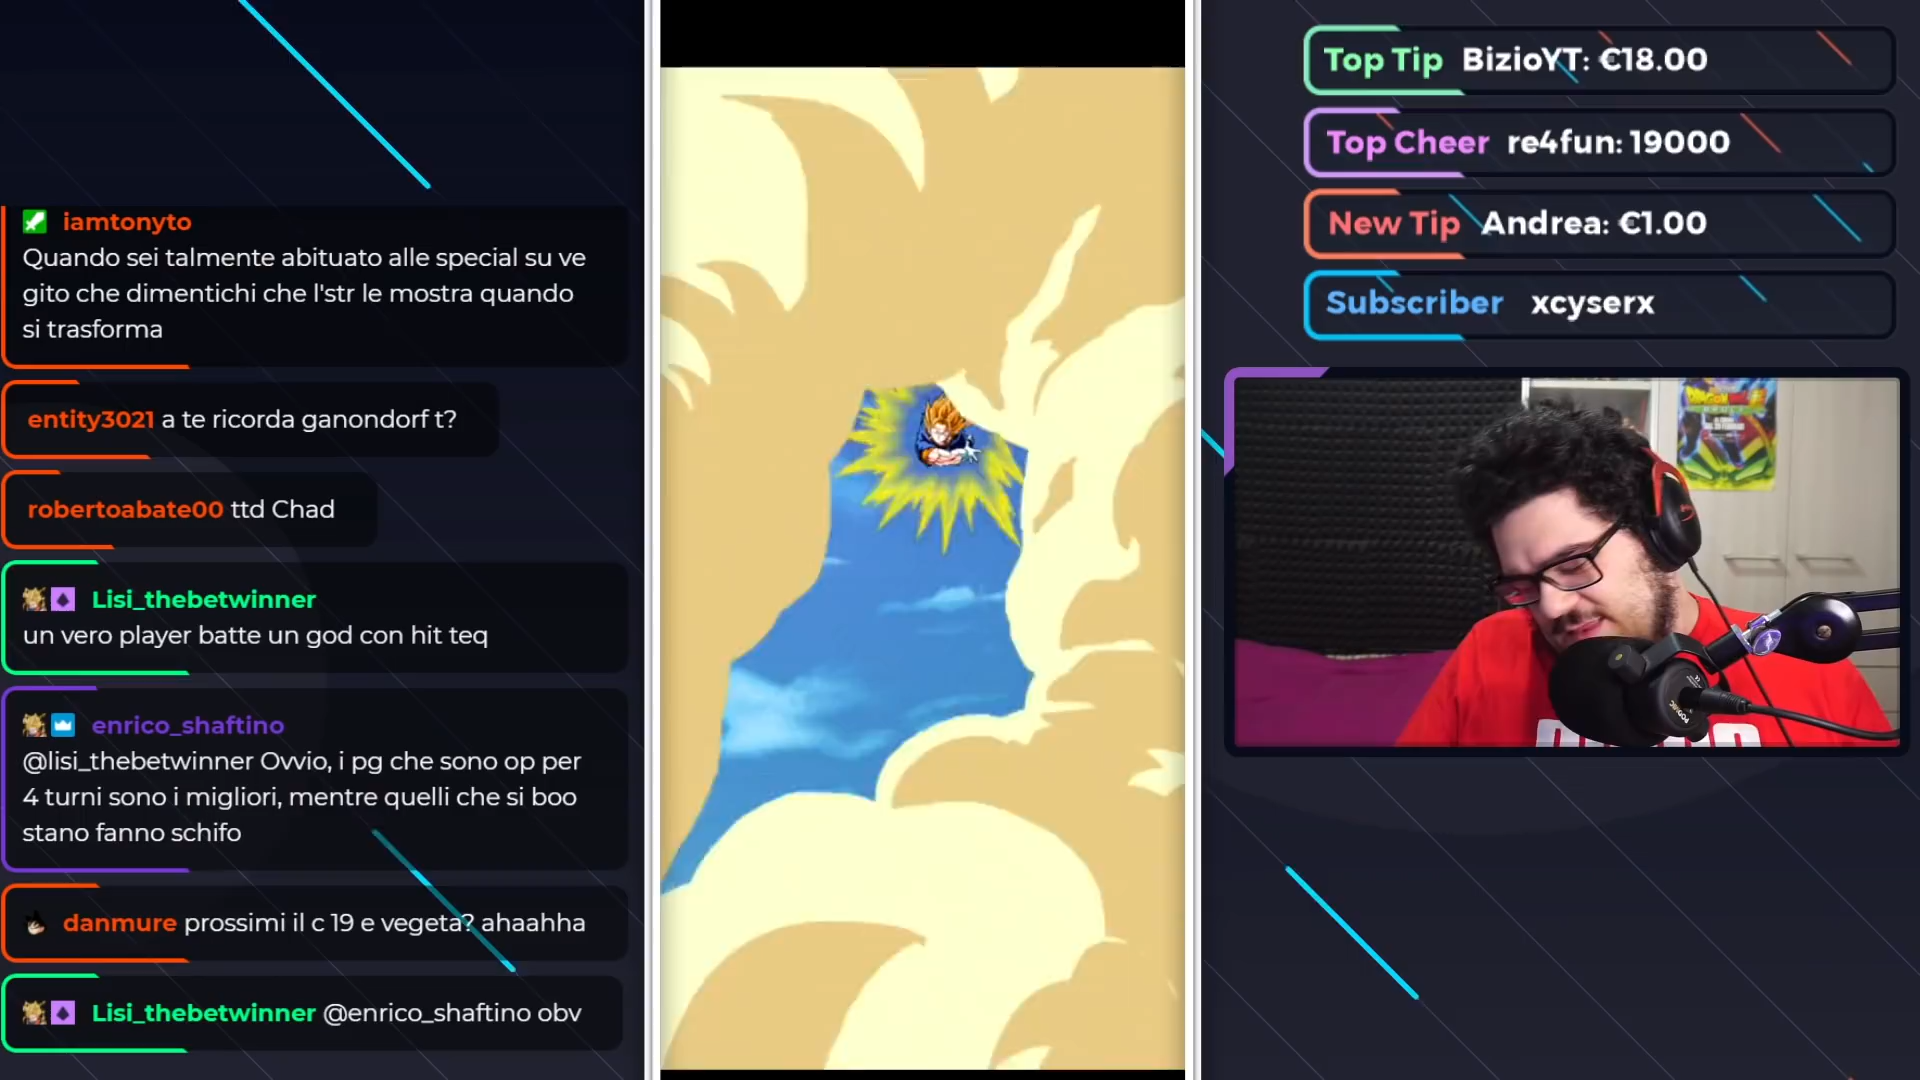 iamtonyto
Quando sei talmente abituato alle special su ve
gito che dimentichi che l'str le mostra quando
si trasforma
entity3021 a te ricorda ganondorf t?
robertoabate00 ttd Chad
Lisi_thebetwinner
un vero player batte un god con hit teq
enrico_shaftino
@lisi_thebetwinner Ovvio, i pg che sono op per
4 turni sono i migliori, mentre quelli che si boo
stano fanno schifo
danmure prossimi il c 19 e vegeta? ahaahha
Lisi_thebetwinner @enrico_shaftino obv
Top Tip BizioYT: €18.00
Top Cheer re4fun: 19000
New Tip Andrea: €1.00
Subscriber xcyserx